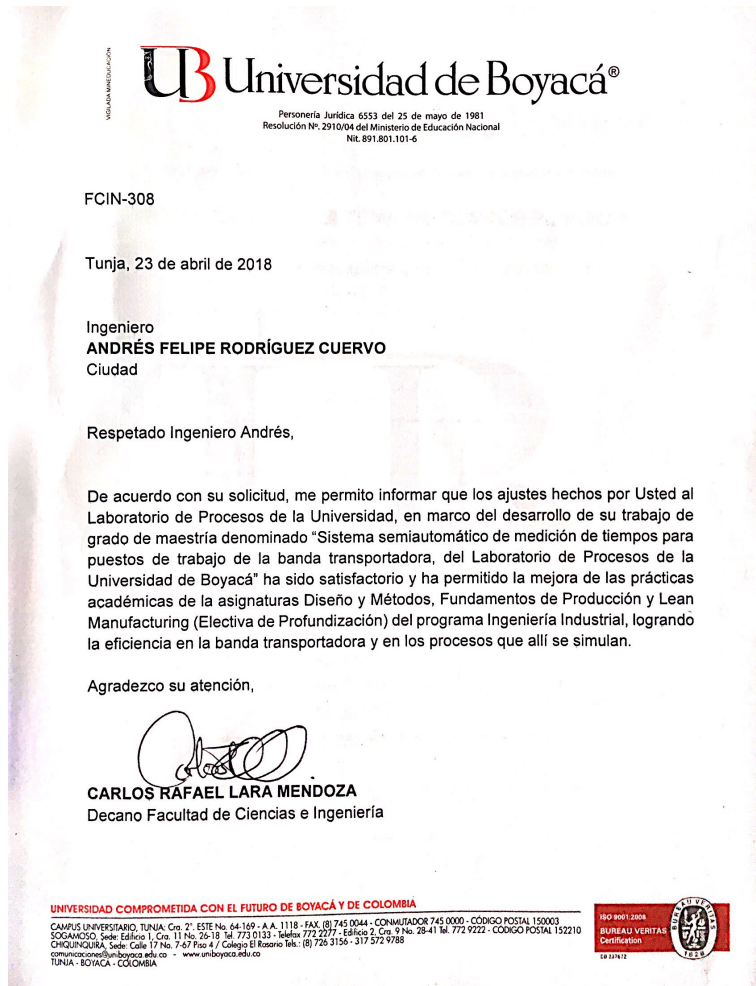 VIGILADA MINEDUCACIÓN
UB Universidad de Boyacá®
Personería Jurídica 6553 del 25 de mayo de 1981
Resolución Nº. 2910/04 del Ministerio de Educación Nacional
Nit. 891.801.101-6
FCIN-308
Tunja, 23 de abril de 2018
Ingeniero
ANDRÉS FELIPE RODRÍGUEZ CUERVO
Ciudad
Respetado Ingeniero Andrés,
De acuerdo con su solicitud, me permito informar que los ajustes hechos por Usted al
Laboratorio de Procesos de la Universidad, en marco del desarrollo de su trabajo de
grado de maestría denominado “Sistema semiautomático de medición de tiempos para
puestos de trabajo de la banda transportadora, del Laboratorio de Procesos de la
Universidad de Boyacá” ha sido satisfactorio y ha permitido la mejora de las prácticas
académicas de la asignaturas Diseño y Métodos, Fundamentos de Producción y Lean
Manufacturing (Electiva de Profundización) del programa Ingeniería Industrial, logrando
la eficiencia en la banda transportadora y en los procesos que allí se simulan.
Agradezco su atención,
CARLOS RAFAEL LARA MENDOZA
Decano Facultad de Ciencias e Ingeniería
UNIVERSIDAD COMPROMETIDA CON EL FUTURO DE BOYACÁ Y DE COLOMBIA
CAMPUS UNIVERSITARIO, TUNJA: Cra. 2ª. ESTE No. 64-169 - A.A. 1118 - FAX. (8) 745 0044 - CONMUTADOR 745 0000 - CÓDIGO POSTAL 150003
SOGAMOSO, Sede: Edificio 1, Cra. 11 No. 26-18 Tel. 773 0133 - Telefax 772 2277 - Edificio 2, Cra. 9 No. 28-41 Tel. 772 9222 - CÓDIGO POSTAL 152210
CHIQUINQUIRÁ, Sede: Calle 17 No. 7-67 Piso 4 / Colegio El Rosario Tels.: (8) 726 3156 - 317 572 9788
comunicaciones@uniboyaca.edu.co - www.uniboyaca.edu.co
TUNJA - BOYACÁ - COLOMBIA
ISO 9001:2008
BUREAU VERITAS
Certification
BUREAU VERITAS
1828